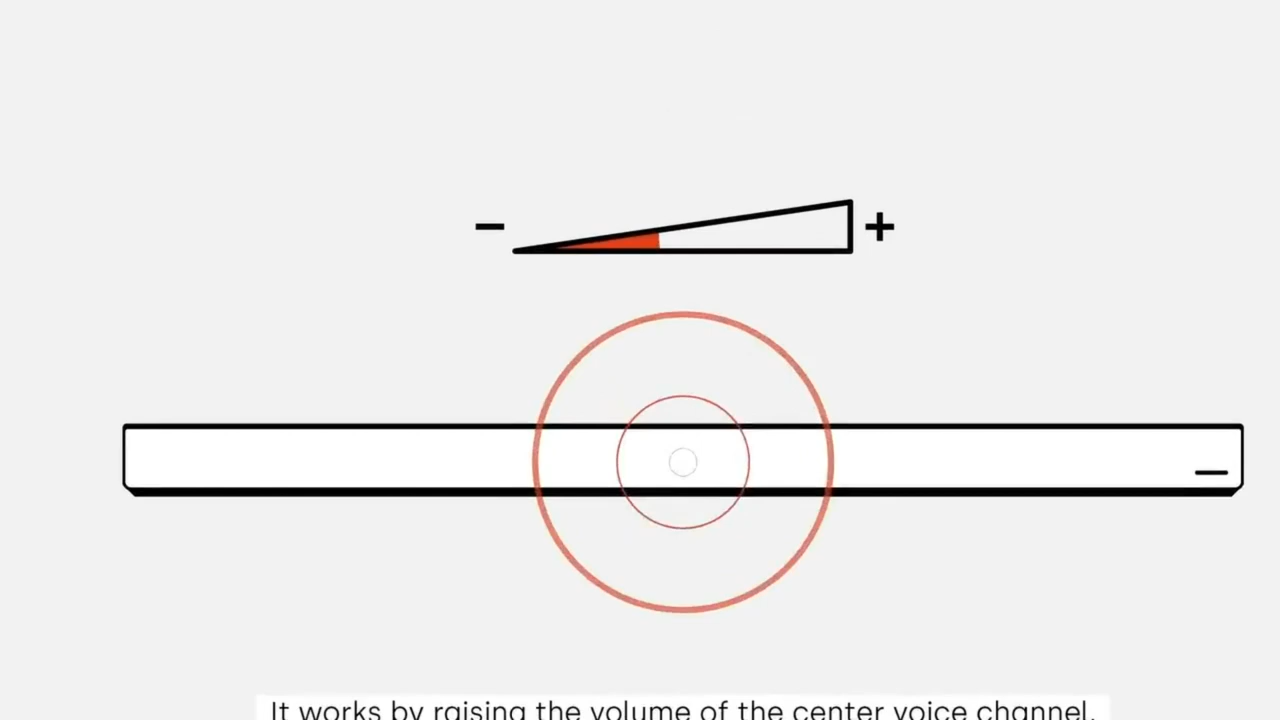 − +
It works by raising the volume of the center voice channel.